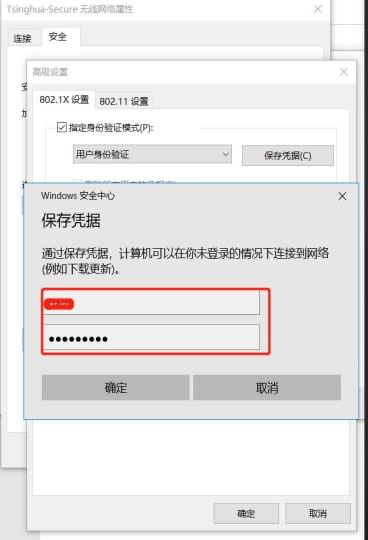 Tsinghua-Secure 无线网络属性
连接
安全
高级设置
802.1X 设置
802.11 设置
指定身份验证模式(P):
用户身份验证
保存凭据(C)
Windows 安全中心
保存凭据
通过保存凭据，计算机可以在你未登录的情况下连接到网络
(例如下载更新)。
●●●●●●●●●
确定
取消
确定
取消